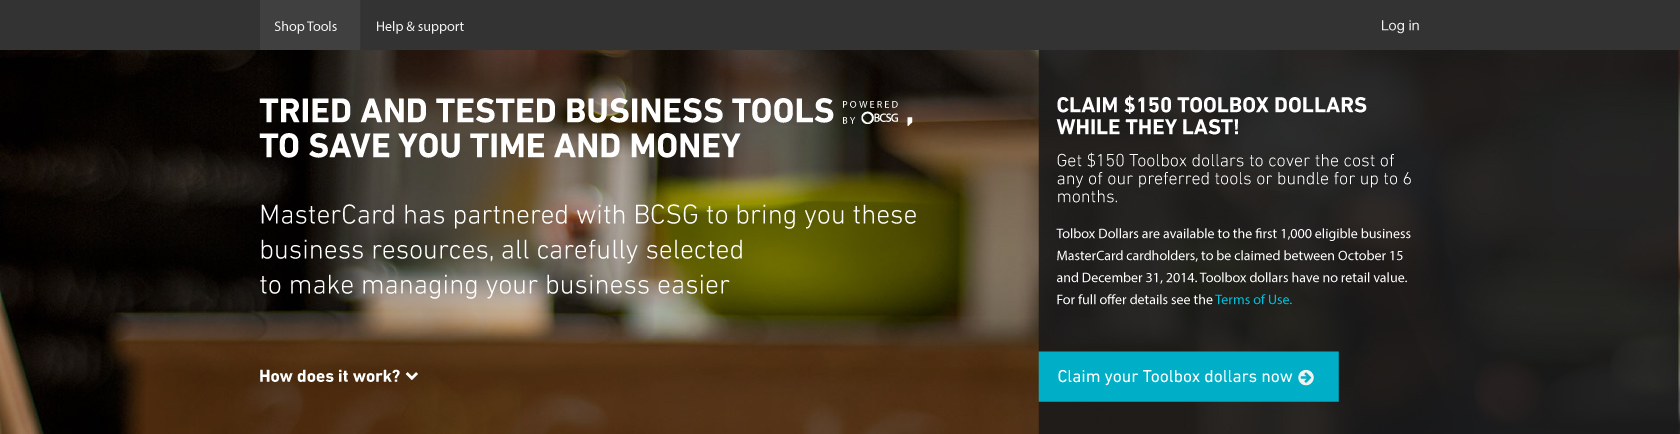 Shop Tools
Help & support
Log in
TRIED AND TESTED BUSINESS TOOLS POWERED BY BCSG ,
TO SAVE YOU TIME AND MONEY
MasterCard has partnered with BCSG to bring you these
business resources, all carefully selected
to make managing your business easier
How does it work?
CLAIM $150 TOOLBOX DOLLARS
WHILE THEY LAST!
Get $150 Toolbox dollars to cover the cost of
any of our preferred tools or bundle for up to 6
months.
Tolbox Dollars are available to the first 1,000 eligible business
MasterCard cardholders, to be claimed between October 15
and December 31, 2014. Toolbox dollars have no retail value.
For full offer details see the Terms of Use.
Claim your Toolbox dollars now